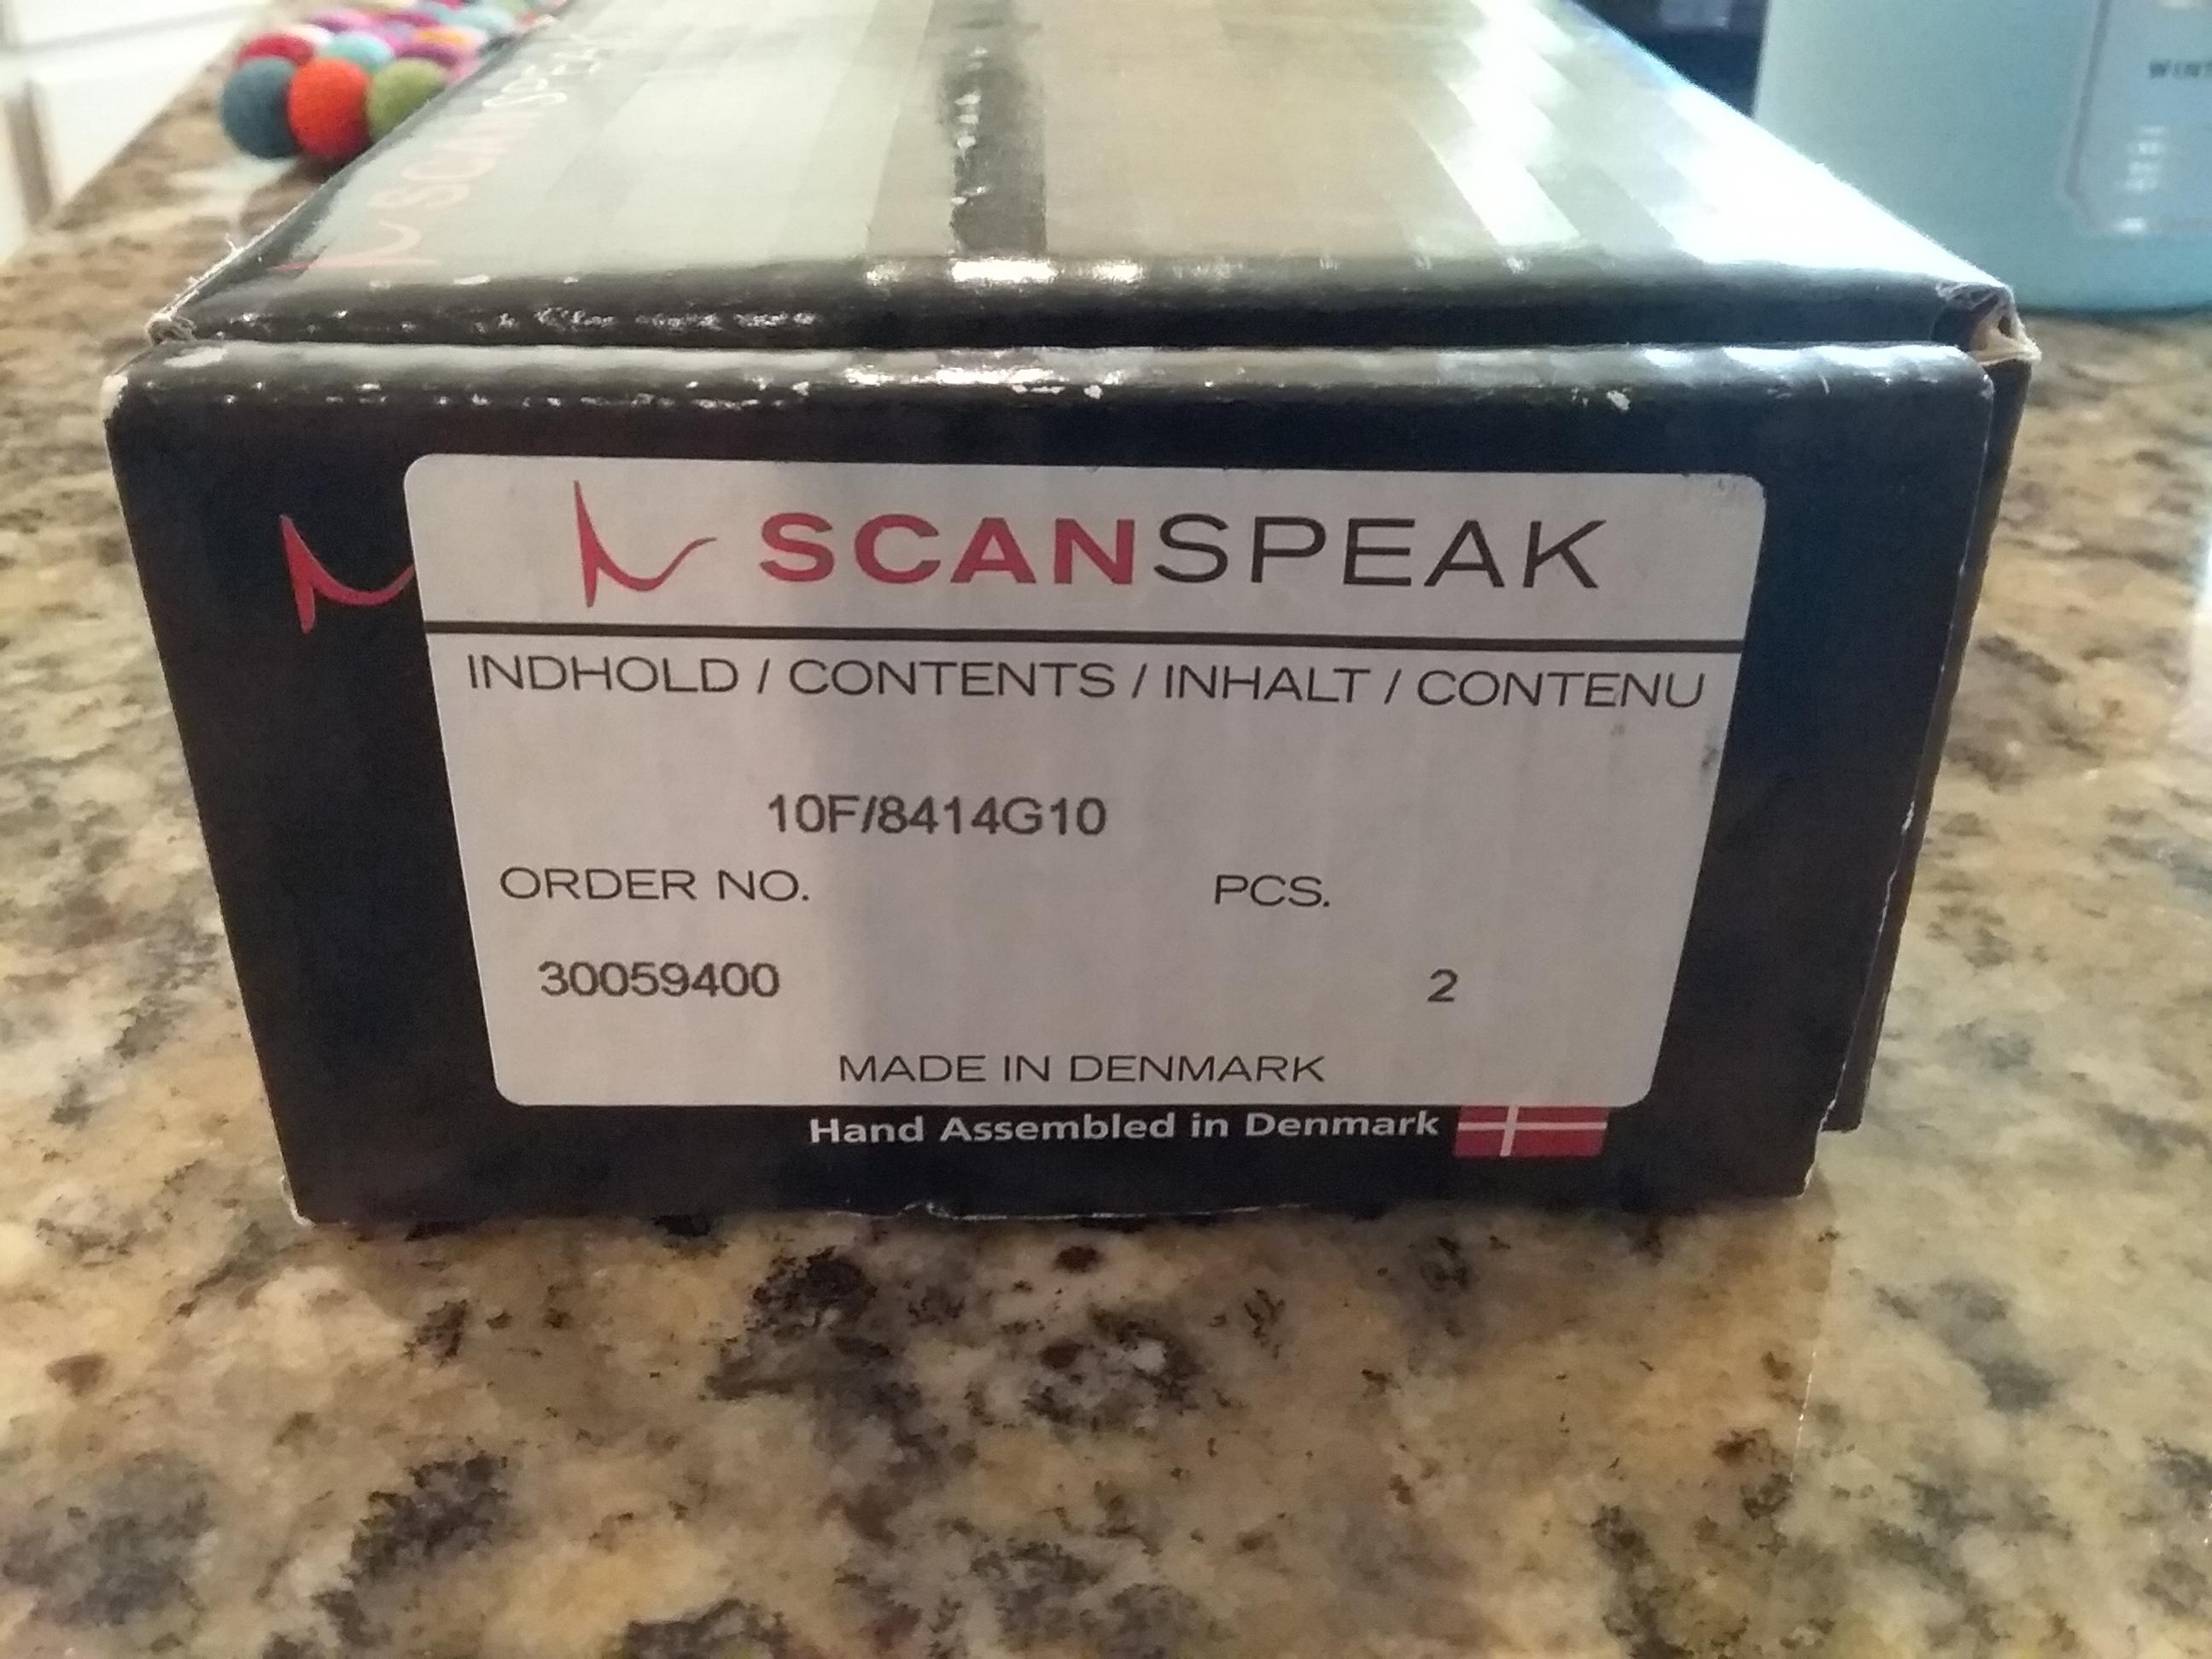 SCANSPEAK
SCANSPEAK
INDHOLD / CONTENTS / INHALT / CONTENU
10F/8414G10
ORDER NO. PCS.
30059400 2
MADE IN DENMARK
Hand Assembled in Denmark